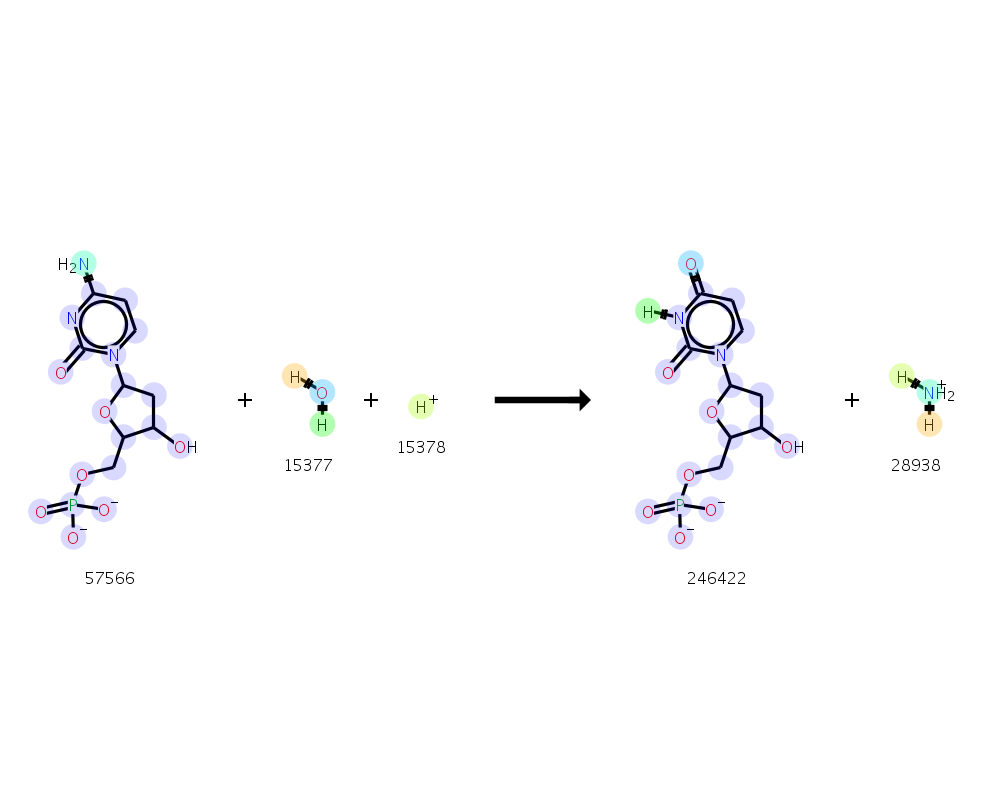 H2N
N
O
N
O
OH
O
O
P
O-
O-
57566
+
H
O
H
15377
+
H+
15378
O
H
N
O
N
O
OH
O
O
P
O-
O-
246422
+
H
NH2+
H
28938